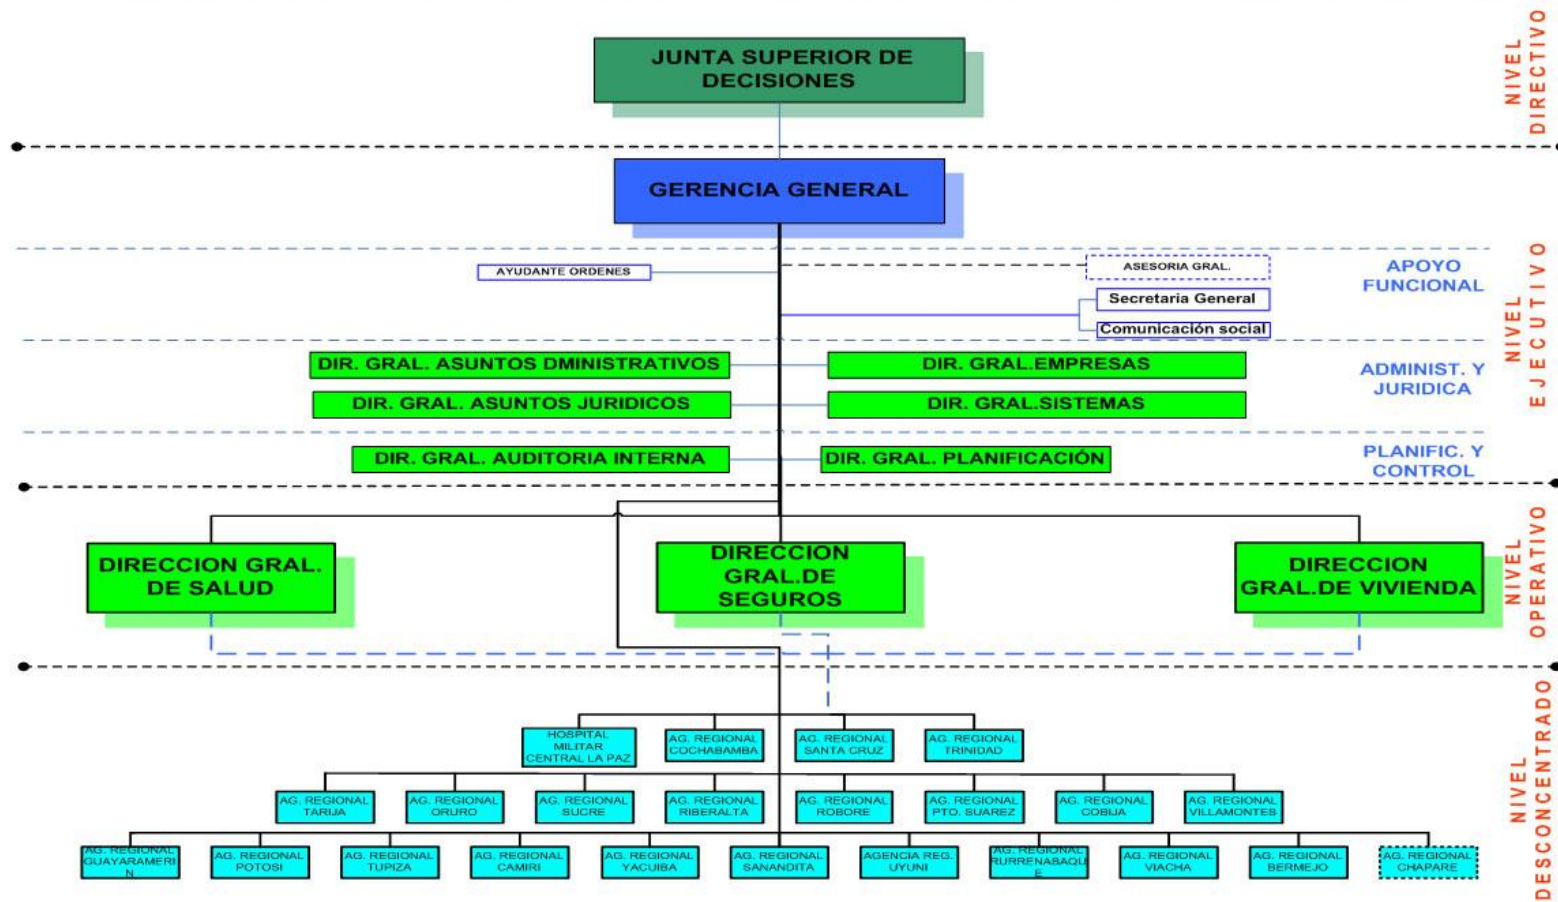 JUNTA SUPERIOR DE
DECISIONES
NIVEL
DIRECTIVO
GERENCIA GENERAL
NIVEL
EJECUTIVO
AYUDANTE ORDENES
ASESORIA GRAL.
Secretaria General
Comunicación social
APOYO
FUNCIONAL
DIR. GRAL. ASUNTOS DMINISTRATIVOS
DIR. GRAL.EMPRESAS
DIR. GRAL. ASUNTOS JURIDICOS
DIR. GRAL.SISTEMAS
ADMINIST. Y
JURIDICA
DIR. GRAL. AUDITORIA INTERNA
DIR. GRAL. PLANIFICACIÓN
PLANIFIC. Y
CONTROL
DIRECCION GRAL.
DE SALUD
DIRECCION
GRAL.DE
SEGUROS
DIRECCION
GRAL.DE VIVIENDA
NIVEL
OPERATIVO
HOSPITAL
MILITAR
CENTRAL LA PAZ
AG. REGIONAL
COCHABAMBA
AG. REGIONAL
SANTA CRUZ
AG. REGIONAL
TRINIDAD
AG. REGIONAL
TARIJA
AG. REGIONAL
ORURO
AG. REGIONAL
SUCRE
AG. REGIONAL
RIBERALTA
AG. REGIONAL
ROBORE
AG. REGIONAL
PTO. SUAREZ
AG. REGIONAL
COBIJA
AG. REGIONAL
VILLAMONTES
AG. REGIONAL
GUAYARAMERI
N
AG. REGIONAL
POTOSI
AG. REGIONAL
TUPIZA
AG. REGIONAL
CAMIRI
AG. REGIONAL
YACUIBA
AG. REGIONAL
SANANDITA
AGENCIA REG.
UYUNI
AG. REGIONAL
RURRENABAQU
E
AG. REGIONAL
VIACHA
AG. REGIONAL
BERMEJO
AG. REGIONAL
CHAPARE
NIVEL
DESCONCENTRADO